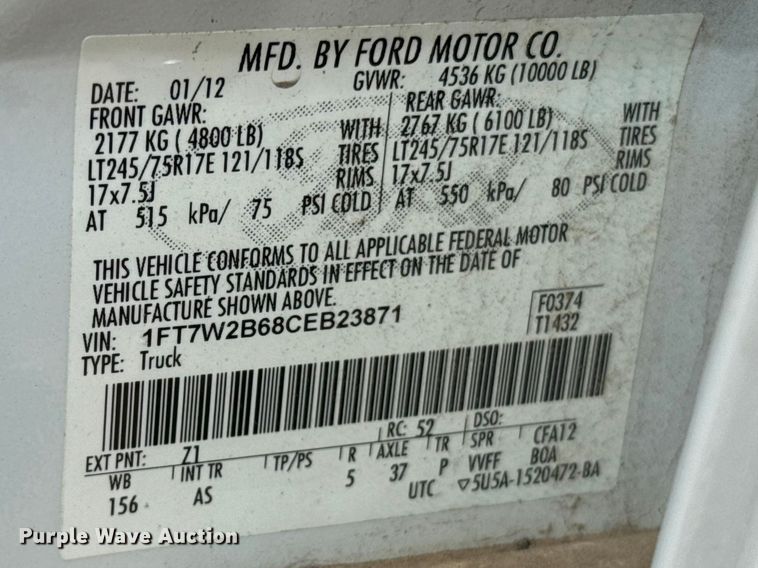 MFD. BY FORD MOTOR CO.
DATE: 01/12 GVWR: 4536 KG (10000 LB)
FRONT GAWR: REAR GAWR:
2177 KG ( 4800 LB) WITH 2767 KG ( 6100 LB) WITH
LT245/75R17E 121/118S TIRES LT245/75R17E 121/118S TIRES
17x7.5J RIMS 17x7.5J RIMS
AT 515 kPa/ 75 PSI COLD AT 550 kPa/ 80 PSI COLD
THIS VEHICLE CONFORMS TO ALL APPLICABLE FEDERAL MOTOR
VEHICLE SAFETY STANDARDS IN EFFECT ON THE DATE OF
MANUFACTURE SHOWN ABOVE.
VIN: 1FT7W2B68CEB23871 F0374
TYPE: Truck T1432
EXT PNT: Z1 RC: 52 DSO:
WB INT TR TP/PS R AXLE TR SPR CFA12
156 AS 5 37 P VVFF BOA
UTC ▽5U5A-1520472-BA
Purple Wave Auction